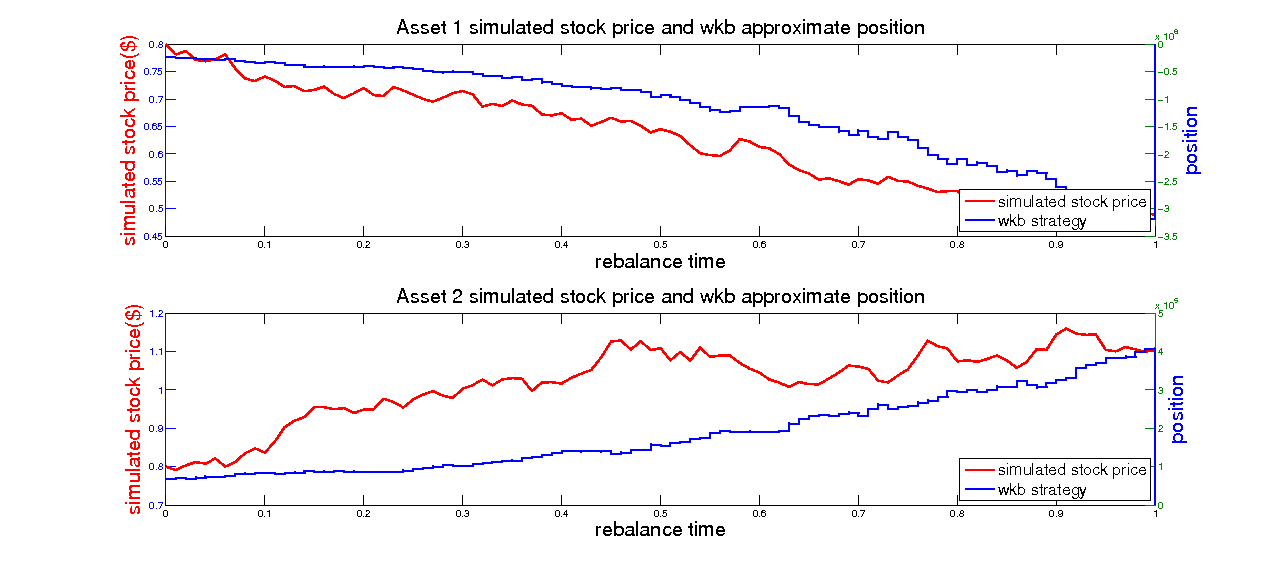 Asset 1 simulated stock price and wkb approximate position
x 10
simulated stock price($)
0.8
0.75
0.7
0.65
0.6
0.55
0.5
0.45
0
−0.5
−1
−1.5
−2
−2.5
−3
−3.5
position
simulated stock price
wkb strategy
0 0.1 0.2 0.3 0.4 0.5 0.6 0.7 0.8 0.9 1
rebalance time
Asset 2 simulated stock price and wkb approximate position
x 10
simulated stock price($)
1.2
1.1
1
0.9
0.8
0.7
5
4
3
2
1
0
position
simulated stock price
wkb strategy
0 0.1 0.2 0.3 0.4 0.5 0.6 0.7 0.8 0.9 1
rebalance time